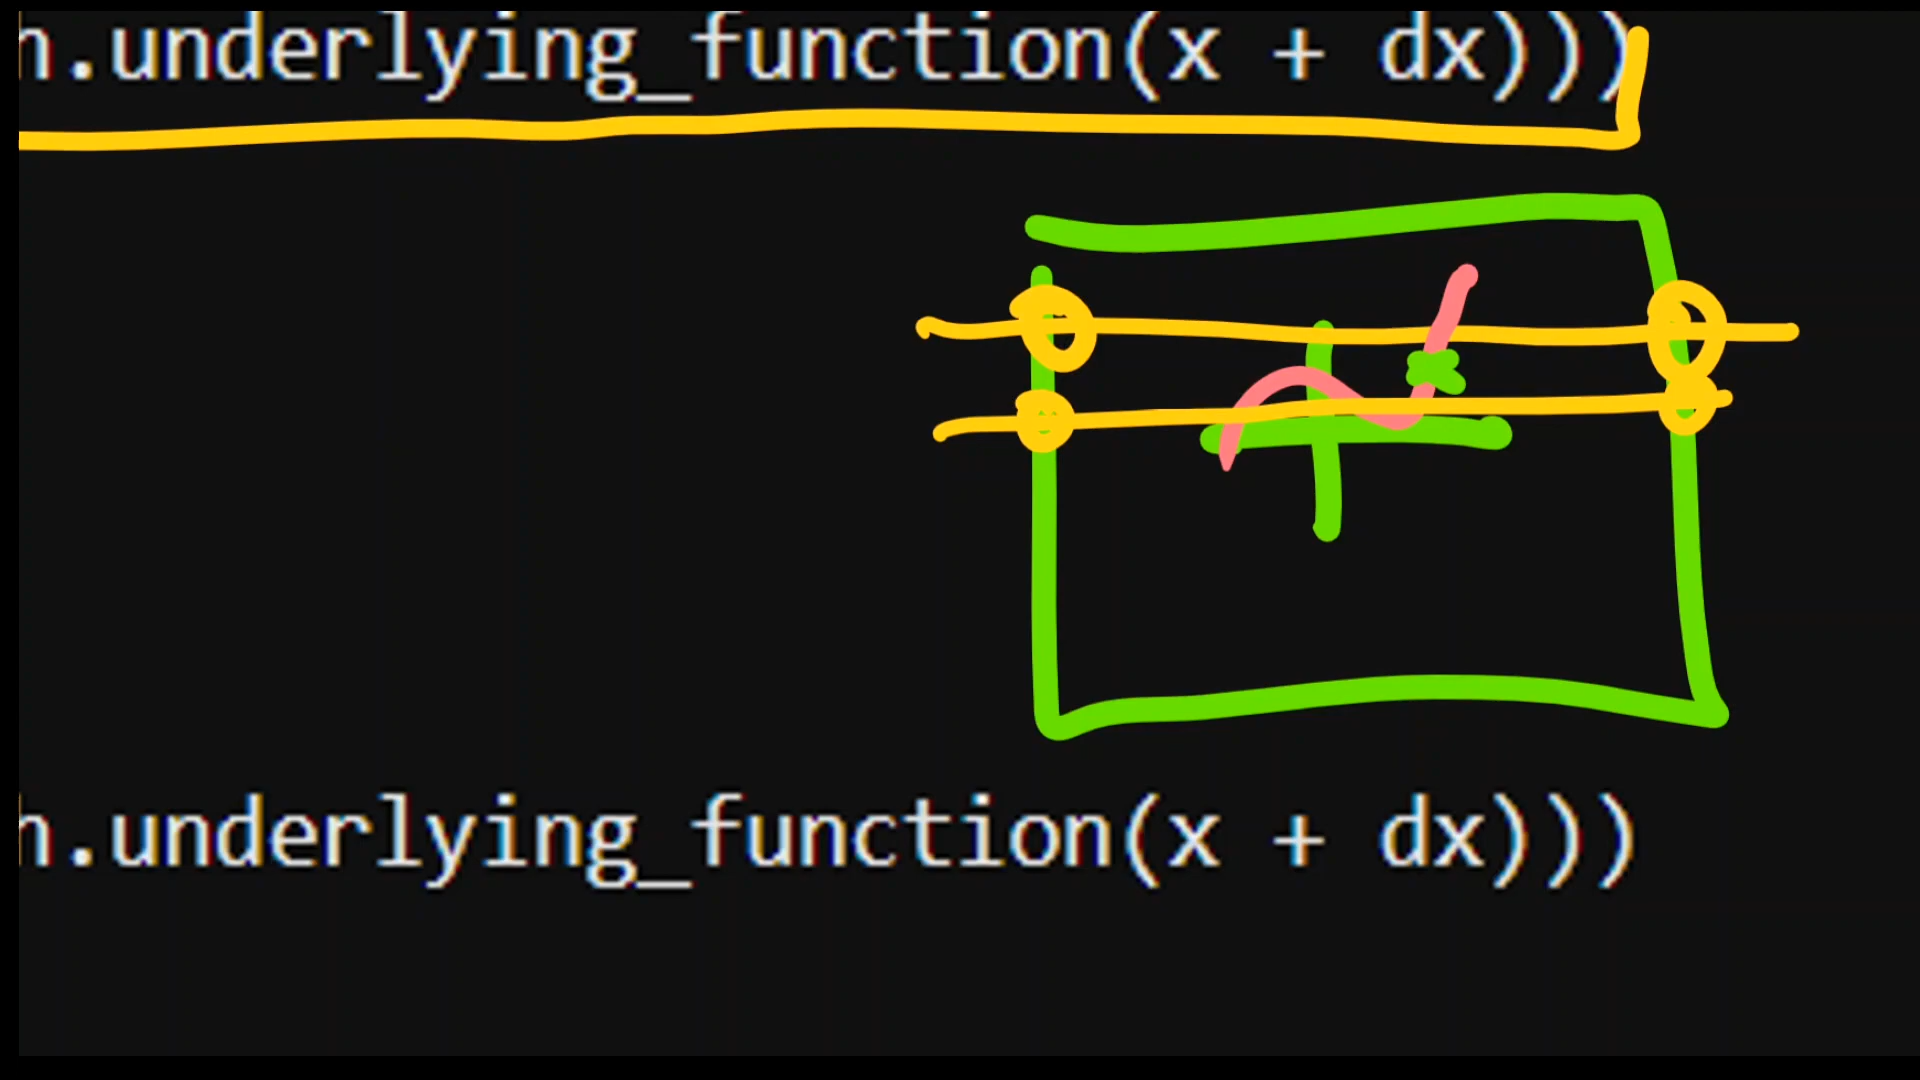 h.underlying_function(x + dx)))
h.underlying_function(x + dx)))